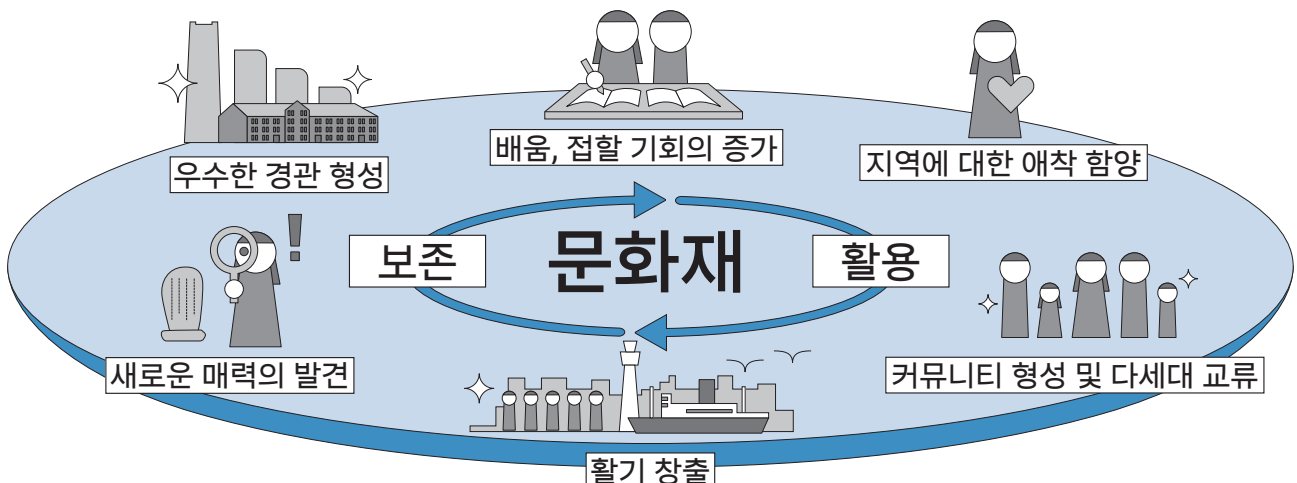 배움, 접할 기회의 증가
우수한 경관 형성
지역에 대한 애착 함양
보존
문화재
활용
새로운 매력의 발견
커뮤니티 형성 및 다세대 교류
활기 창출